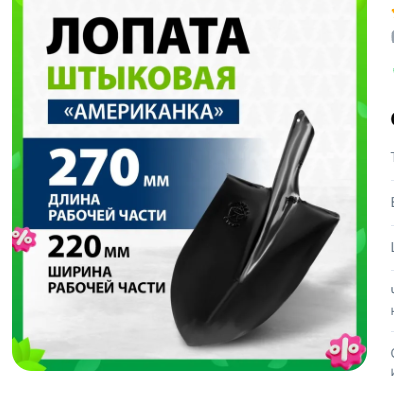 ЛОПАТА
ШТЫКОВАЯ
«АМЕРИКАНКА»
270 ММ
ДЛИНА
РАБОЧЕЙ ЧАСТИ
220 ММ
ШИРИНА
РАБОЧЕЙ ЧАСТИ
%
%